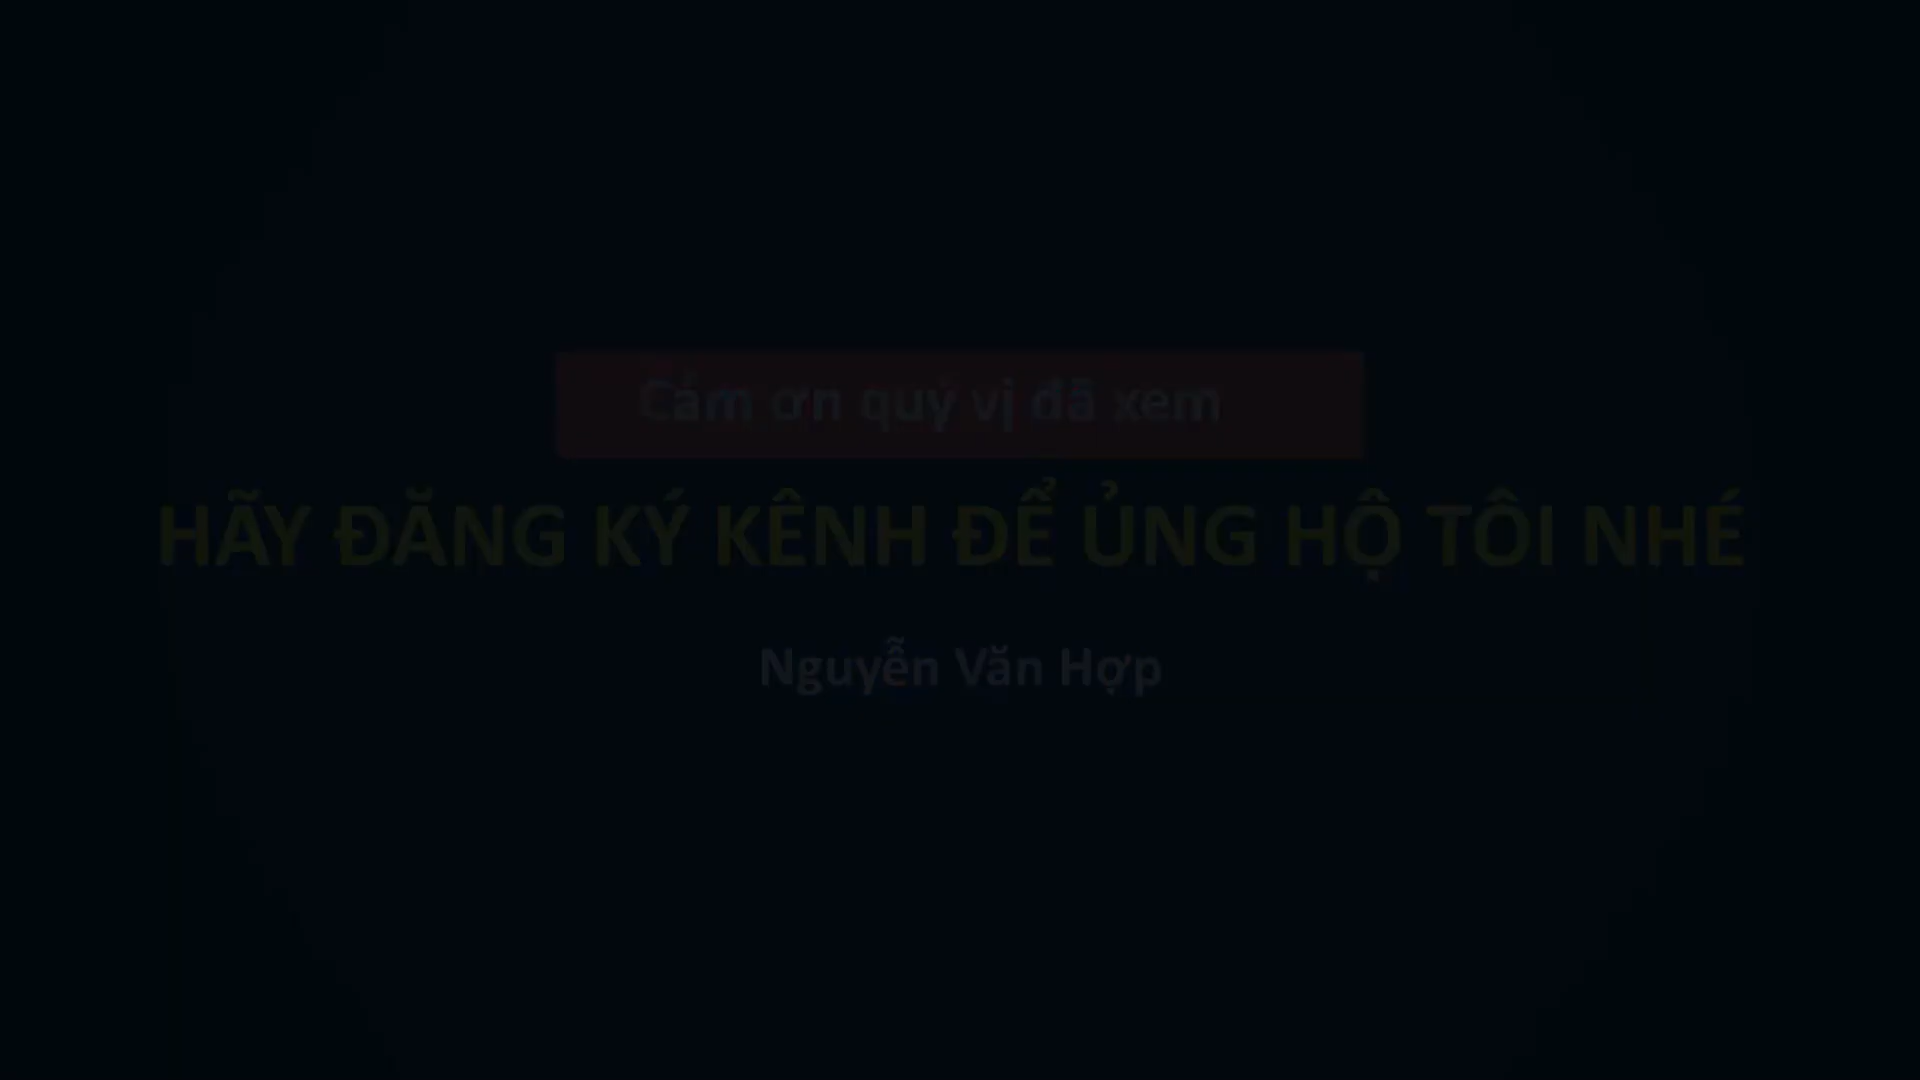 Cảm ơn quý vị đã xem
HÃY ĐĂNG KÝ KÊNH ĐỂ ỦNG HỘ TÔI NHÉ
Nguyễn Văn Hợp